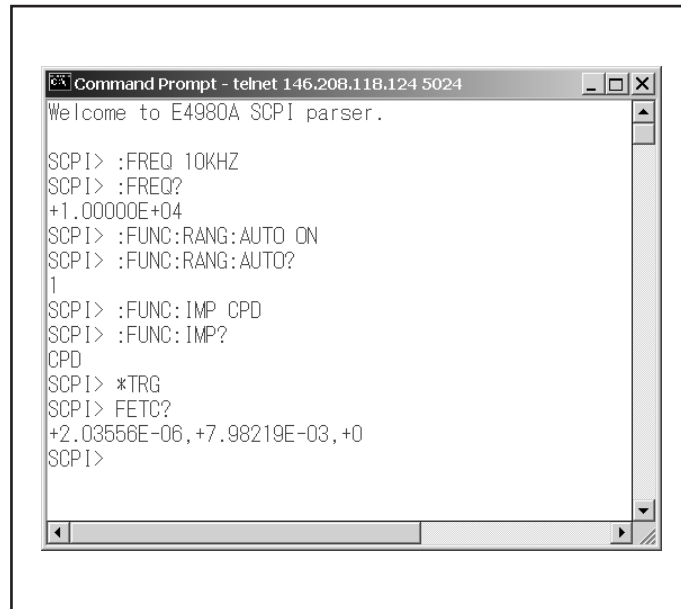 Command Prompt - telnet 146.208.118.124 5024
Welcome to E4980A SCPI parser.
SCPI> :FREQ 10KHZ
SCPI> :FREQ?
+1.00000E+04
SCPI> :FUNC:RANG:AUTO ON
SCPI> :FUNC:RANG:AUTO?
1
SCPI> :FUNC:IMP CPD
SCPI> :FUNC:IMP?
CPD
SCPI> *TRG
SCPI> FETC?
+2.03556E-06,+7.98219E-03,+0
SCPI>